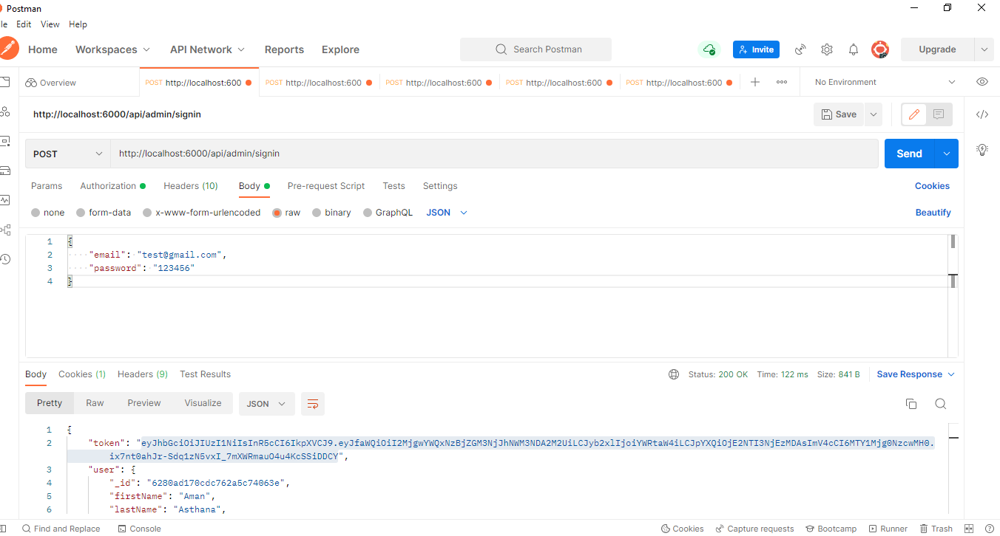 Postman
le Edit View Help
Home Workspaces API Network Reports Explore Search Postman Invite Upgrade
Overview POST http://localhost:600 POST http://localhost:600 POST http://localhost:600 POST http://localhost:600 POST http://localhost:600 No Environment
http://localhost:6000/api/admin/signin Save
POST http://localhost:6000/api/admin/signin Send
Params Authorization Headers (10) Body Pre-request Script Tests Settings Cookies
none form-data x-www-form-urlencoded raw binary GraphQL JSON Beautify
1 {
2 "email": "test@gmail.com",
3 "password": "123456"
4 }
Body Cookies (1) Headers (9) Test Results Status: 200 OK Time: 122 ms Size: 841 B Save Response
Pretty Raw Preview Visualize JSON
1 {
2 "token": "eyJhbGciOiJIUzI1NiIsInR5cCI6IkpXVCJ9.eyJfaWQiOiI2MjgwYWQxNzBjZGM3NjJhNWM3NDA2M2UiLCJyb2xlIjoiYWRtaW4iLCJpYXQiOjE2NTI3NjEzMDAsImV4cCI6MTY1Mjg0NzcwMH0.
ix7nt0ahJr-Sdq1zN5vxI_7mXWRmauO4u4KcSSiDDCY",
3 "user": {
4 "_id": "6280ad170cdc762a5c74063e",
5 "firstName": "Aman",
6 "lastName": "Asthana",
Find and Replace Console Cookies Capture requests Bootcamp Runner Trash